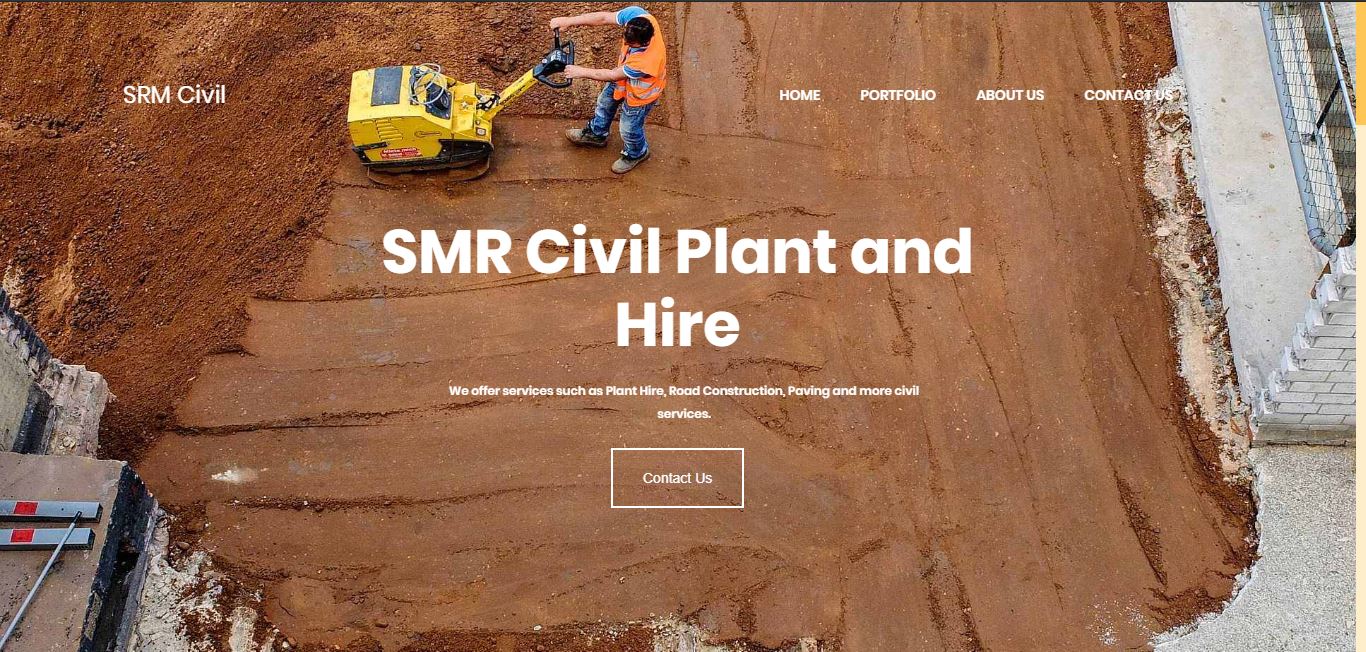 SRM Civil
HOME PORTFOLIO ABOUT US CONTACT US
SMR Civil Plant and
Hire
We offer services such as Plant Hire, Road Construction, Paving and more civil
services.
Contact Us